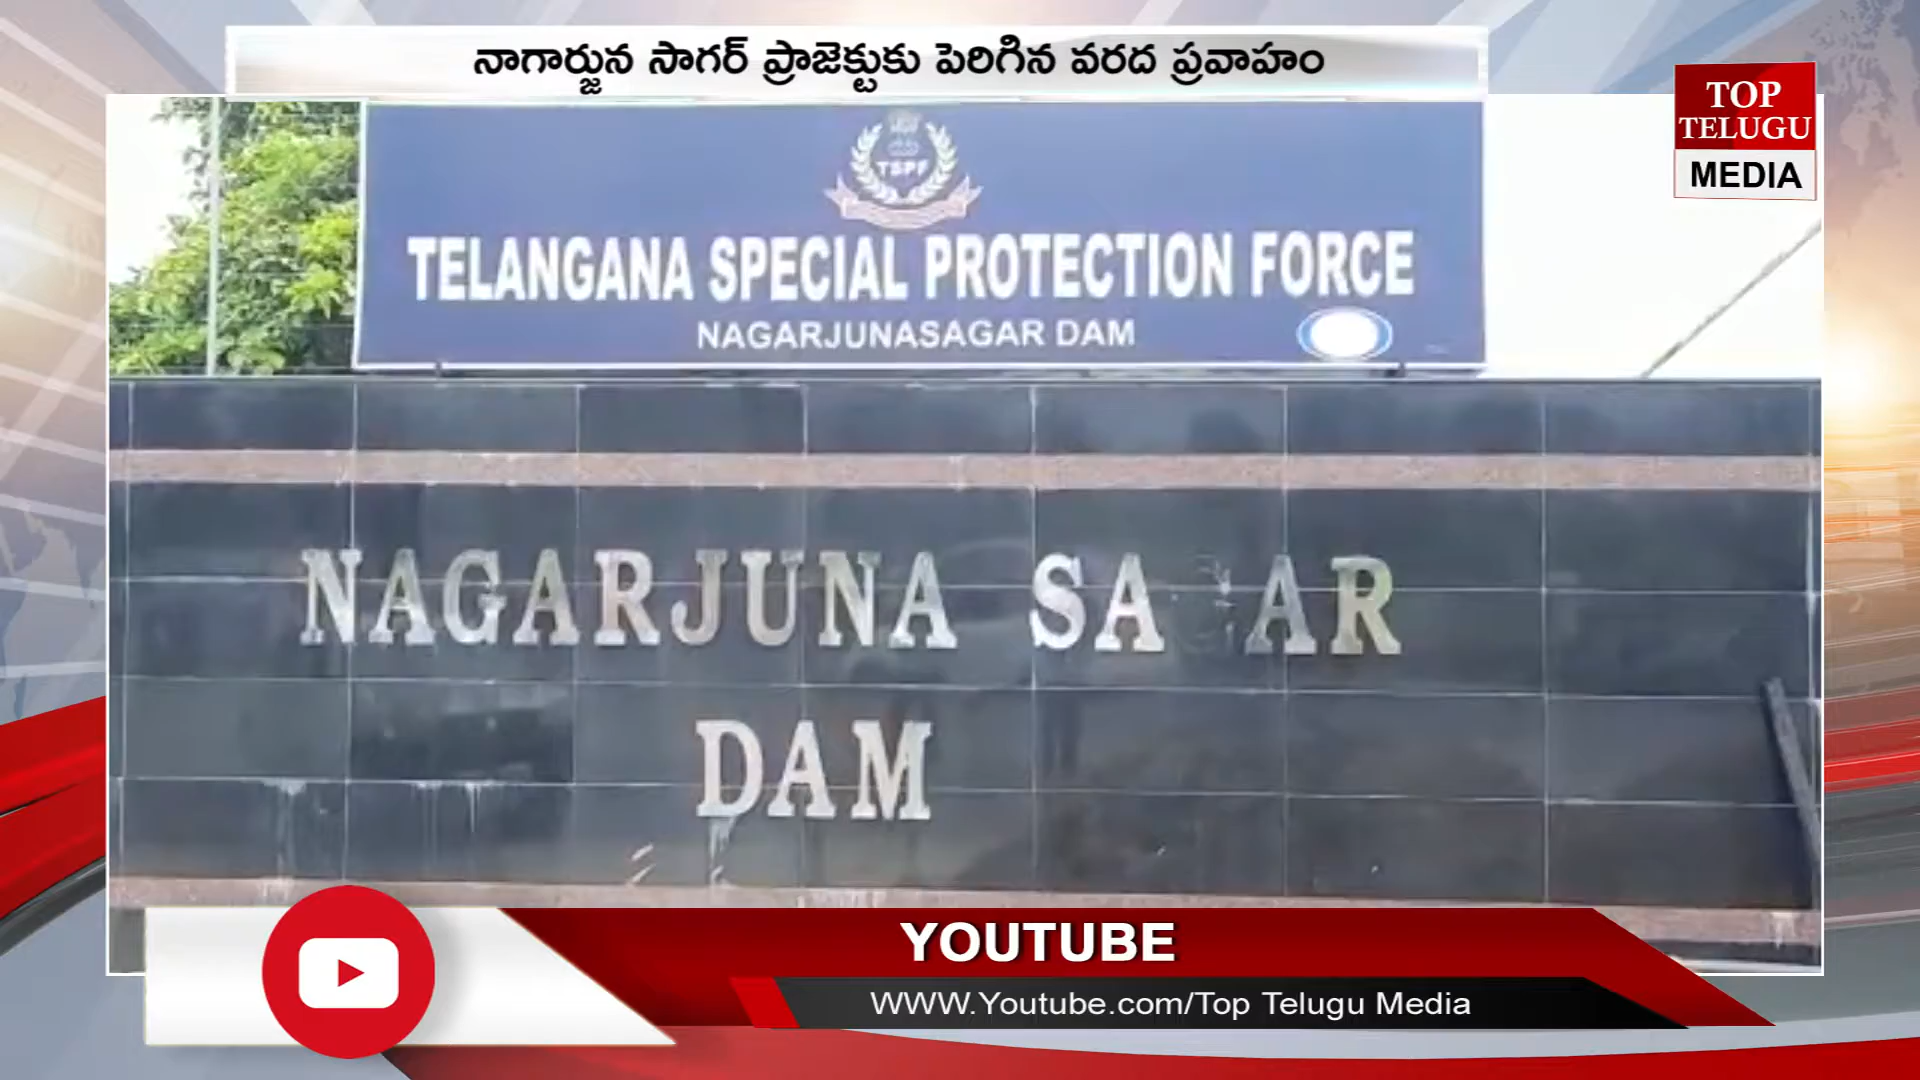 నాగార్జున సాగర్ ప్రాజెక్టుకు పెరిగిన వరద ప్రవాహం
TOP
TELUGU
MEDIA
TSPF
TELANGANA SPECIAL PROTECTION FORCE
NAGARJUNASAGAR DAM
NAGARJUNA SA AR
DAM
YOUTUBE
WWW.Youtube.com/Top Telugu Media